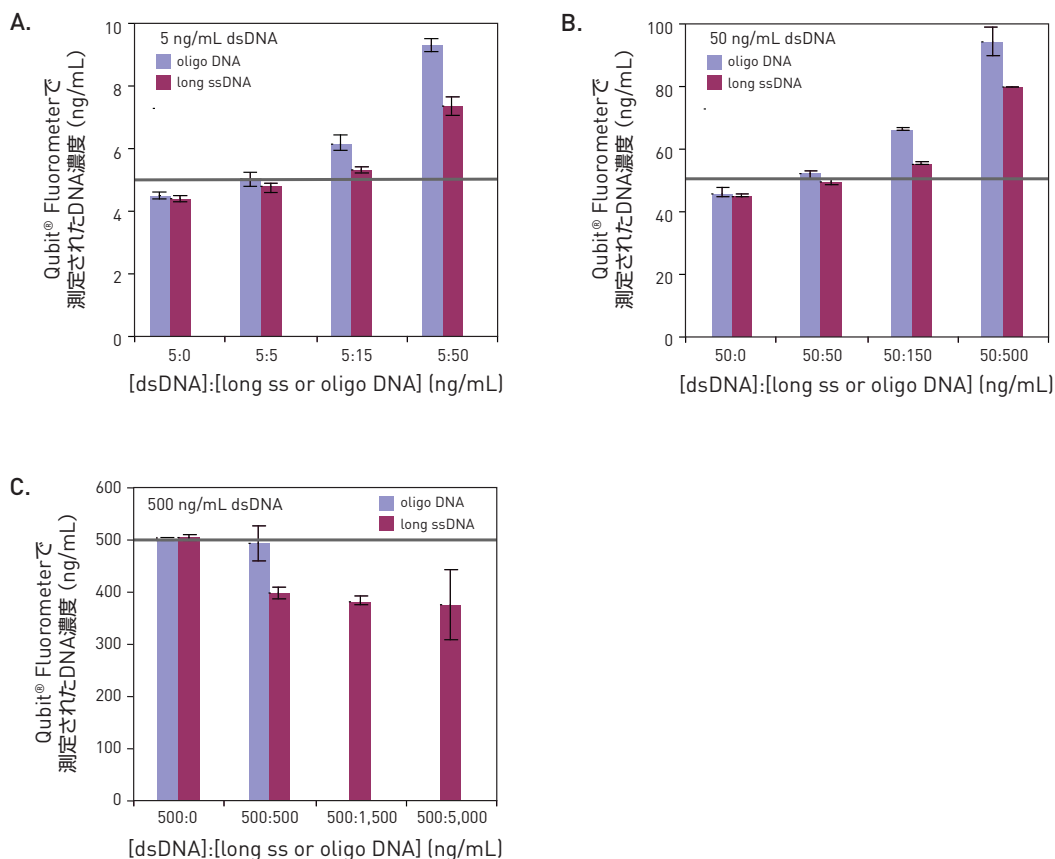 A.
5 ng/mL dsDNA
oligo DNA
long ssDNA
Qubit® Fluorometerで
測定されたDNA濃度 (ng/mL)
10
8
6
4
2
0
5:0 5:5 5:15 5:50
[dsDNA]:[long ss or oligo DNA] (ng/mL)
B.
50 ng/mL dsDNA
oligo DNA
long ssDNA
Qubit® Fluorometerで
測定されたDNA濃度 (ng/mL)
100
80
60
40
20
0
50:0 50:50 50:150 50:500
[dsDNA]:[long ss or oligo DNA] (ng/mL)
C.
500 ng/mL dsDNA
oligo DNA
long ssDNA
Qubit® Fluorometerで
測定されたDNA濃度 (ng/mL)
600
500
400
300
200
100
0
500:0 500:500 500:1,500 500:5,000
[dsDNA]:[long ss or oligo DNA] (ng/mL)